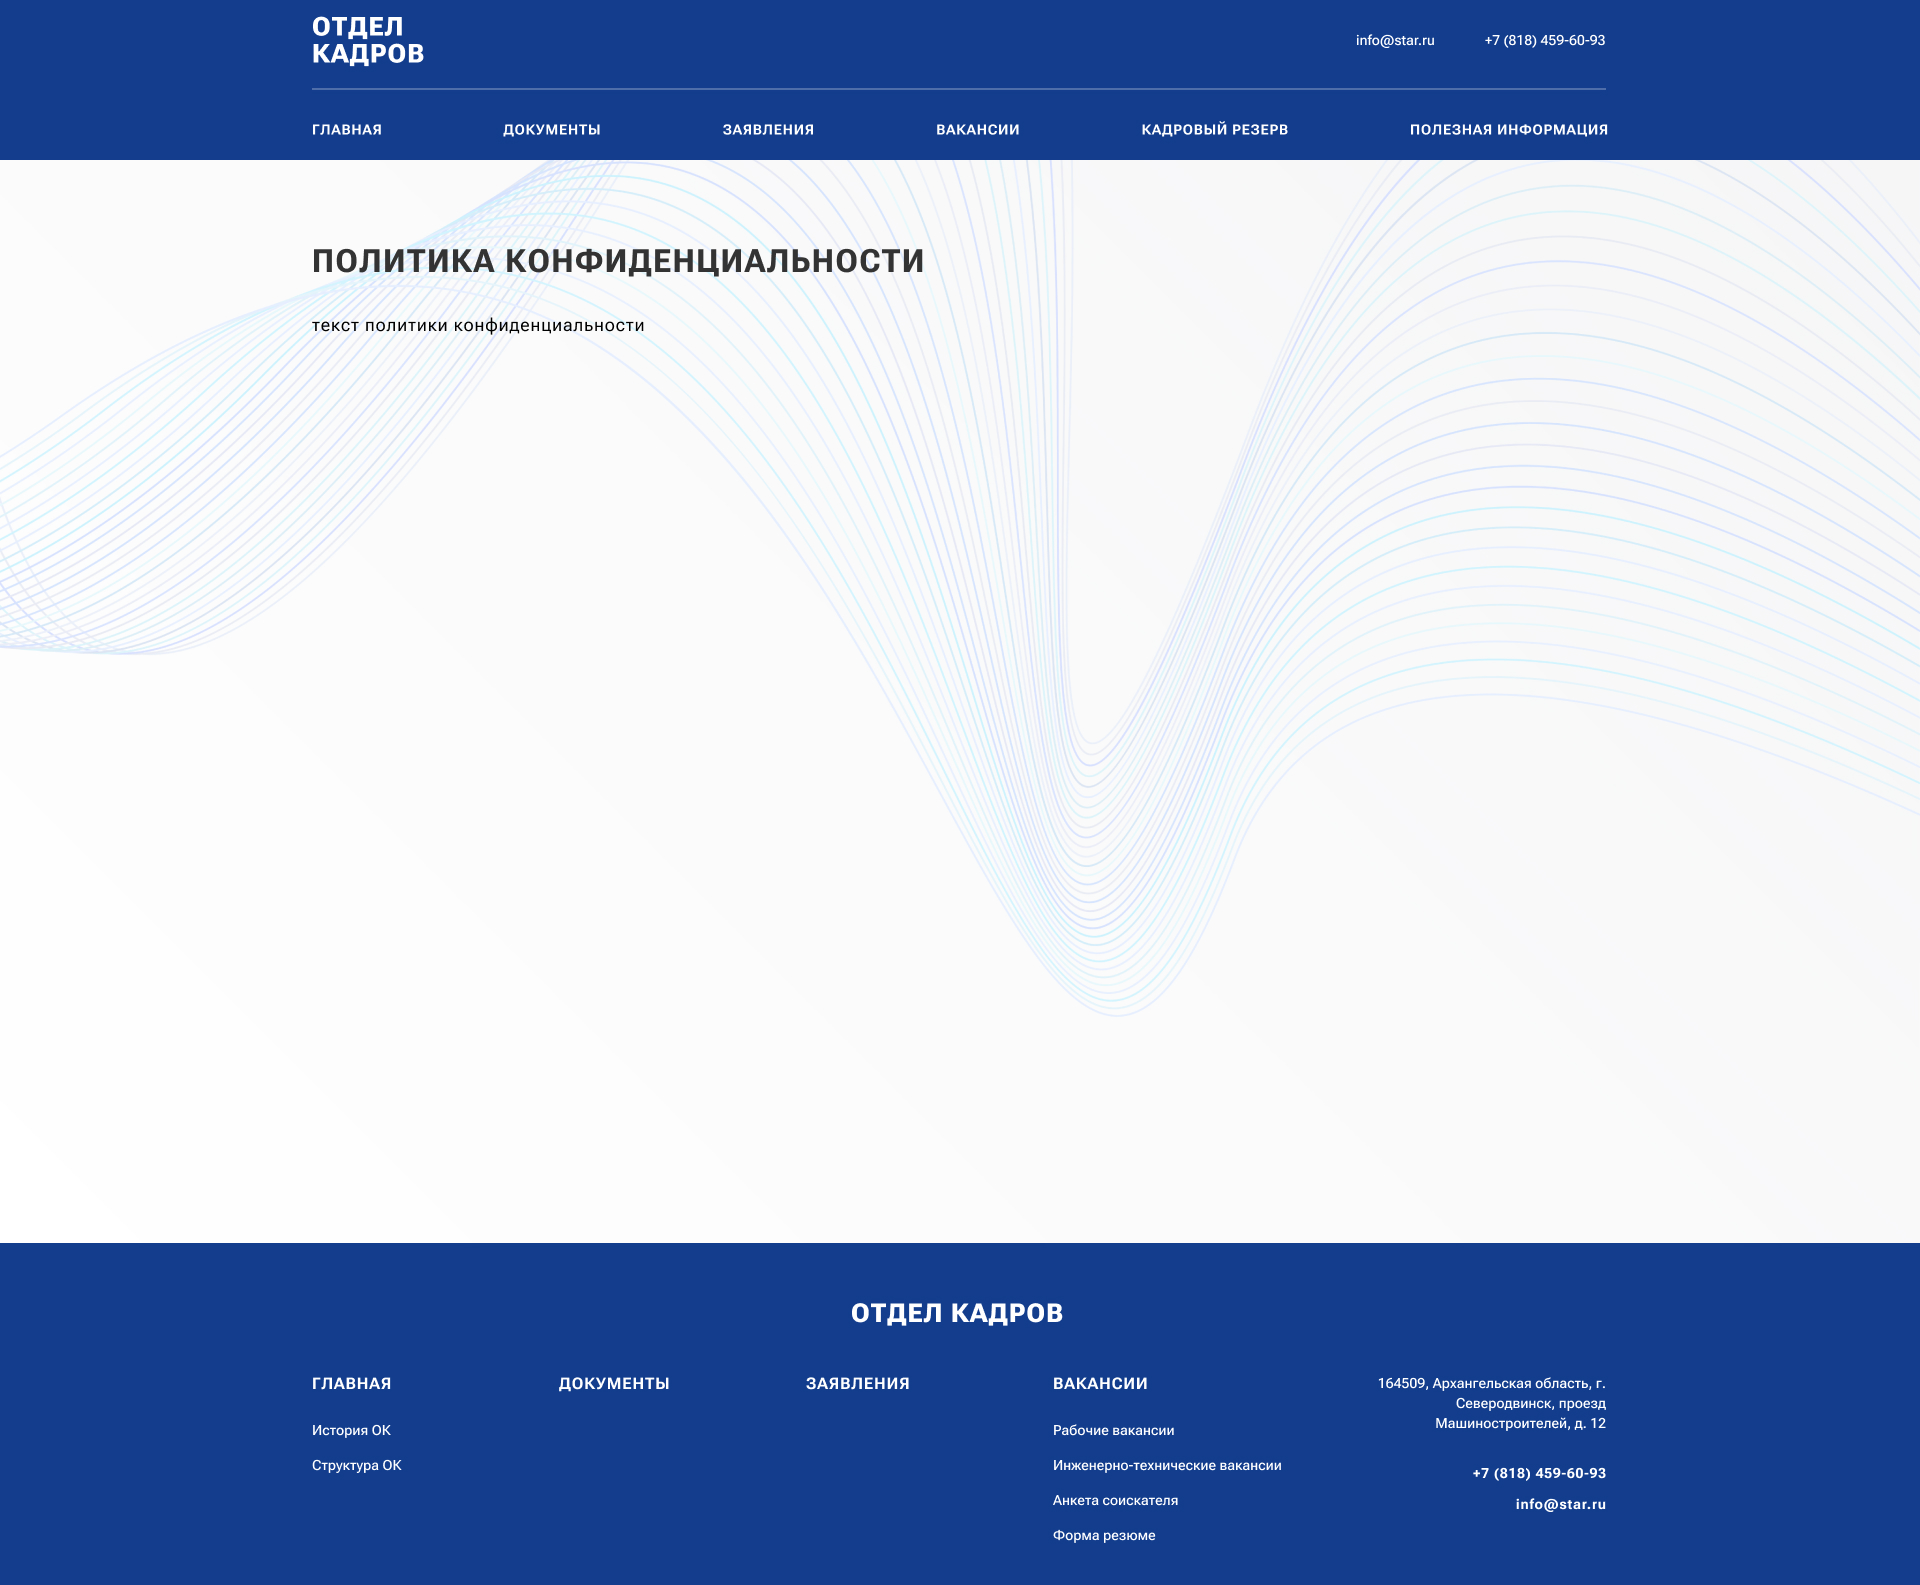 ОТДЕЛ
КАДРОВ
info@star.ru
+7 (818) 459-60-93
ГЛАВНАЯ
ДОКУМЕНТЫ
ЗАЯВЛЕНИЯ
ВАКАНСИИ
КАДРОВЫЙ РЕЗЕРВ
ПОЛЕЗНАЯ ИНФОРМАЦИЯ
ПОЛИТИКА КОНФИДЕНЦИАЛЬНОСТИ
текст политики конфиденциальности
ОТДЕЛ КАДРОВ
ГЛАВНАЯ
История ОК
Структура ОК
ДОКУМЕНТЫ
ЗАЯВЛЕНИЯ
ВАКАНСИИ
Рабочие вакансии
Инженерно-технические вакансии
Анкета соискателя
Форма резюме
164509, Архангельская область, г.
Северодвинск, проезд
Машиностроителей, д. 12
+7 (818) 459-60-93
info@star.ru